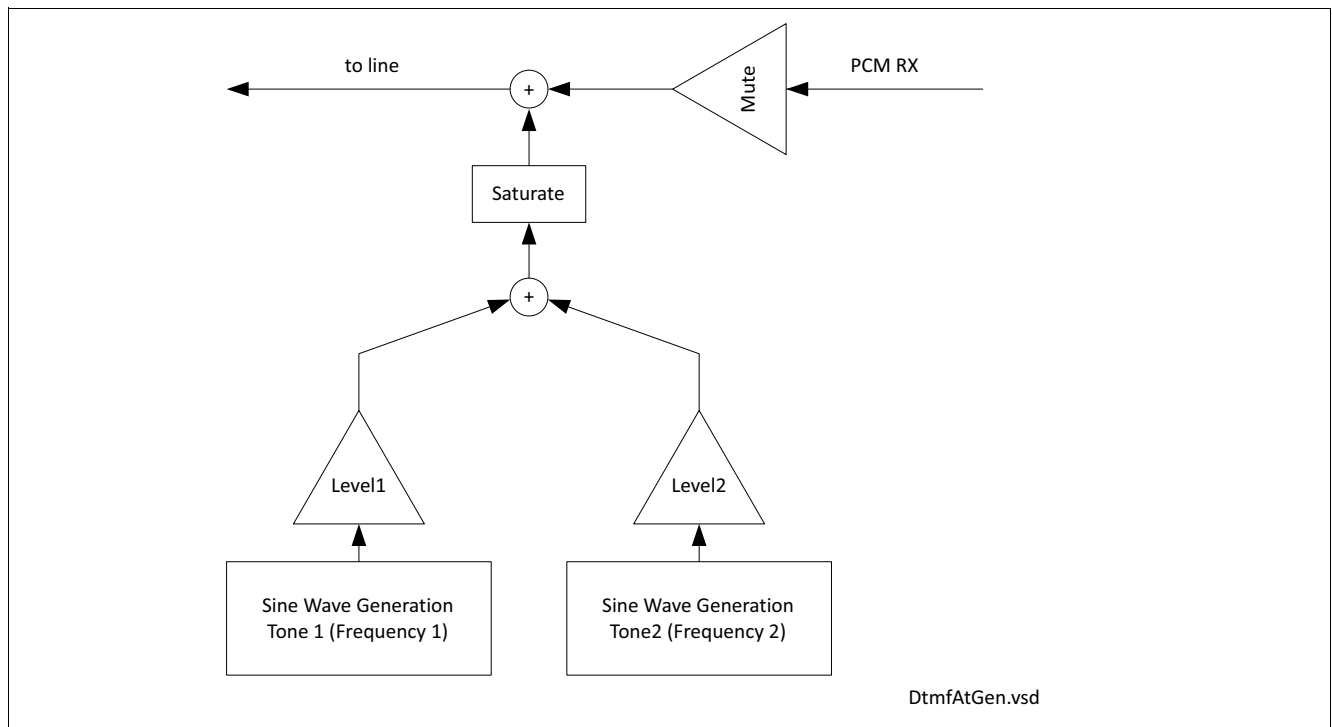 to line
+
Mute
PCM RX
Saturate
+
Level1
Level2
Sine Wave Generation
Tone 1 (Frequency 1)
Sine Wave Generation
Tone2 (Frequency 2)
DtmfAtGen.vsd